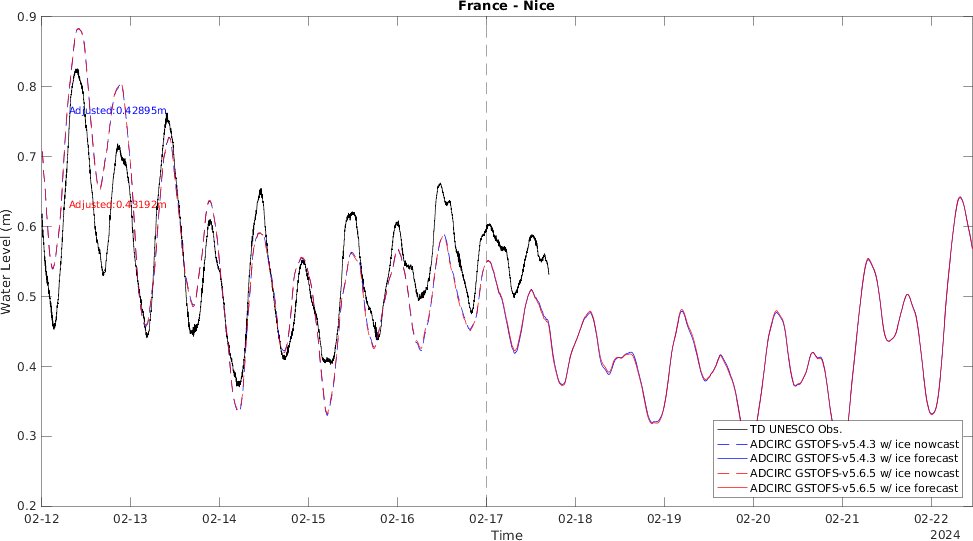 France - Nice
Water Level (m)
0.9
0.8
0.7
0.6
0.5
0.4
0.3
0.2
Adjusted:0.42895m
Adjusted:0.43192m
TD UNESCO Obs.
ADCIRC GSTOFS-v5.4.3 w/ ice nowcast
ADCIRC GSTOFS-v5.4.3 w/ ice forecast
ADCIRC GSTOFS-v5.6.5 w/ ice nowcast
ADCIRC GSTOFS-v5.6.5 w/ ice forecast
02-12 02-13 02-14 02-15 02-16 02-17 02-18 02-19 02-20 02-21 02-22
Time
2024